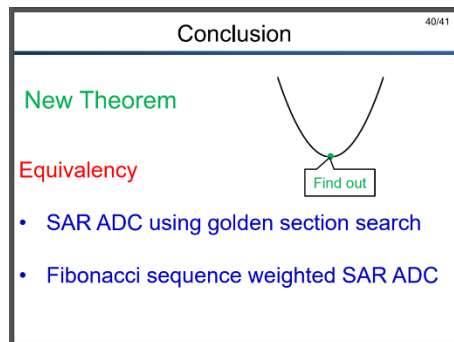 Conclusion
40/41
New Theorem
Find out
Equivalency
• SAR ADC using golden section search
• Fibonacci sequence weighted SAR ADC